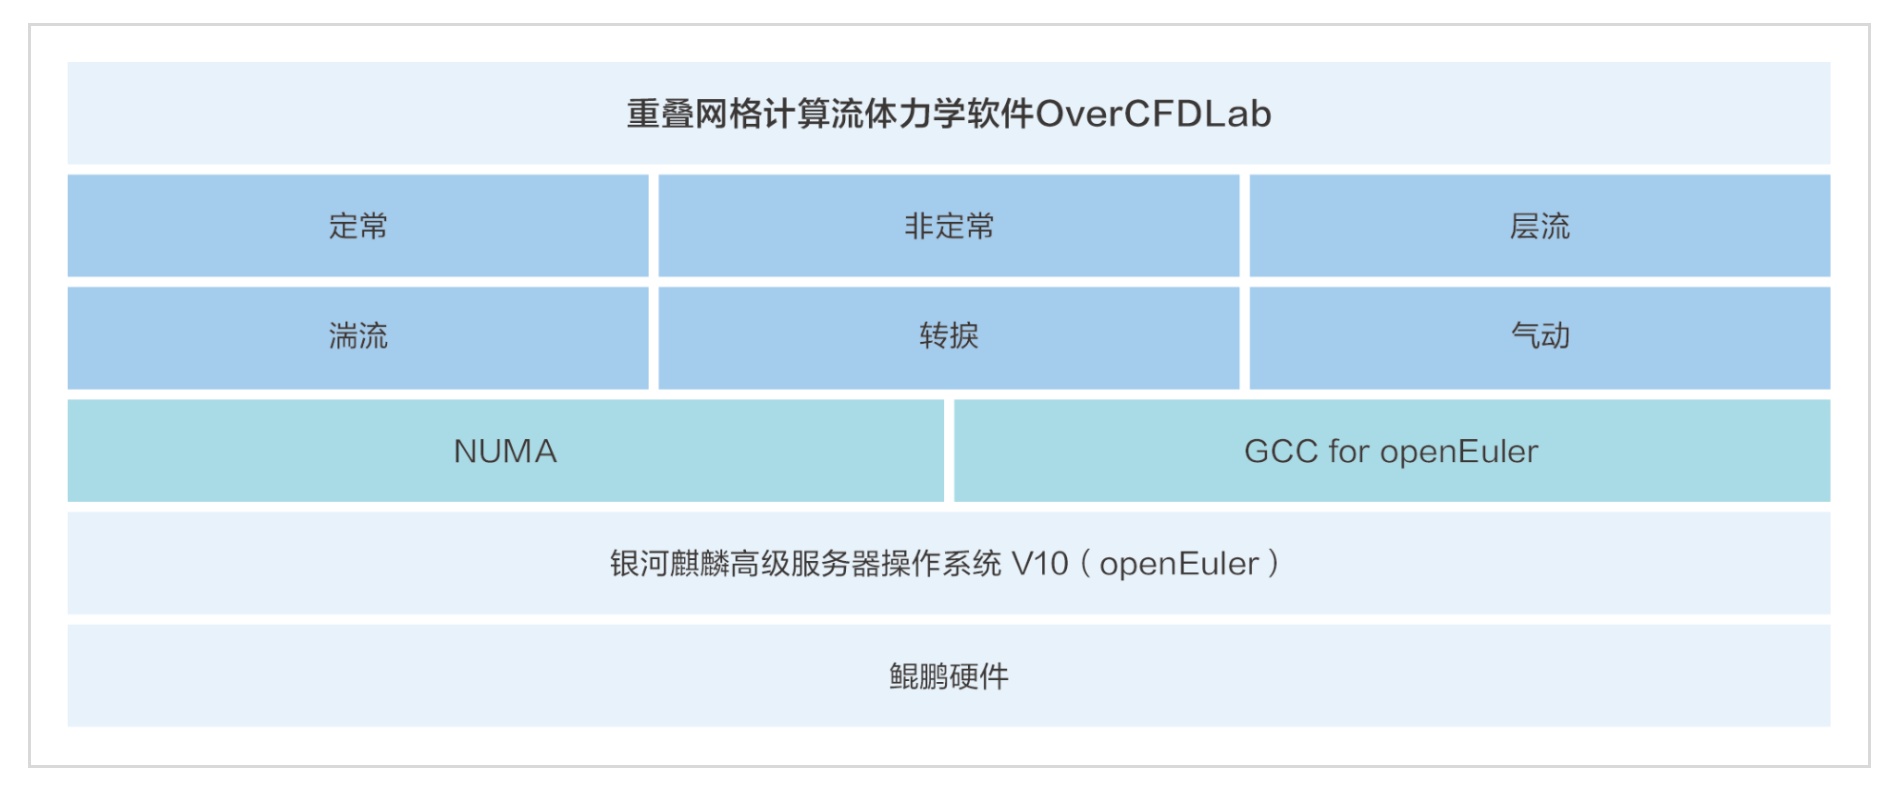 重叠网格计算流体力学软件OverCFDLab
定常
非定常
层流
湍流
转捩
气动
NUMA
GCC for openEuler
银河麒麟高级服务器操作系统 V10（openEuler）
鲲鹏硬件